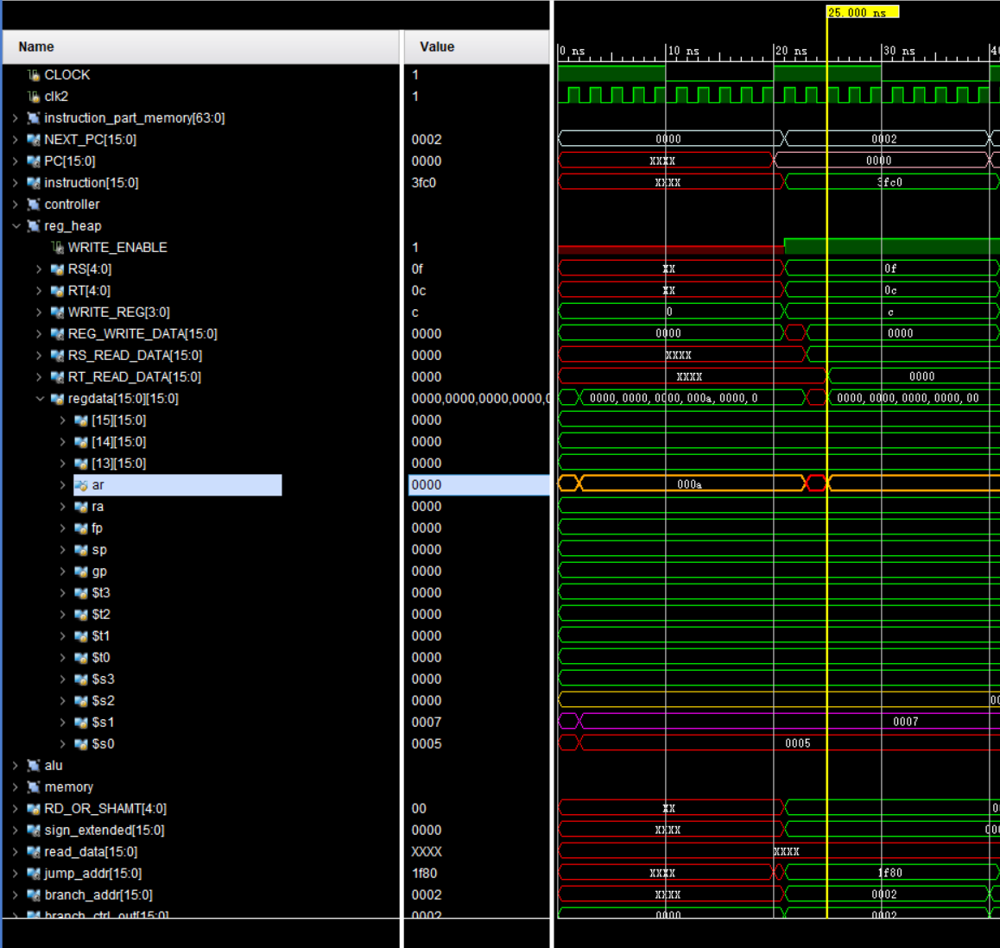 25.000 ns
Name Value 0 ns 10 ns 20 ns 30 ns 40
CLOCK 1
clk2 1
instruction_part_memory[63:0]
NEXT_PC[15:0] 0002 0000 0002
PC[15:0] 0000 XXXX 0000
instruction[15:0] 3fc0 XXXX 3fc0
controller
reg_heap
WRITE_ENABLE 1
RS[4:0] 0f XX 0f
RT[4:0] 0c XX 0c
WRITE_REG[3:0] c 0 c
REG_WRITE_DATA[15:0] 0000 0000 0000
RS_READ_DATA[15:0] 0000 XXXX
RT_READ_DATA[15:0] 0000 XXXX 0000
regdata[15:0][15:0] 0000,0000,0000,0000,0 0000,0000,0000,000a,0000,0 0000,0000,0000,0000,00
[15][15:0] 0000
[14][15:0] 0000
[13][15:0] 0000
ar 0000 000a
ra 0000
fp 0000
sp 0000
gp 0000
$t3 0000
$t2 0000
$t1 0000
$t0 0000
$s3 0000
$s2 0000 00
$s1 0007 0007
$s0 0005 0005
alu
memory
RD_OR_SHAMT[4:0] 00 XX 0
sign_extended[15:0] 0000 XXXX 00
read_data[15:0] XXXX XXXX
jump_addr[15:0] 1f80 XXXX 1f80
branch_addr[15:0] 0002 XXXX 0002
branch_ctrl_out[15:0] 0002 0000 0002